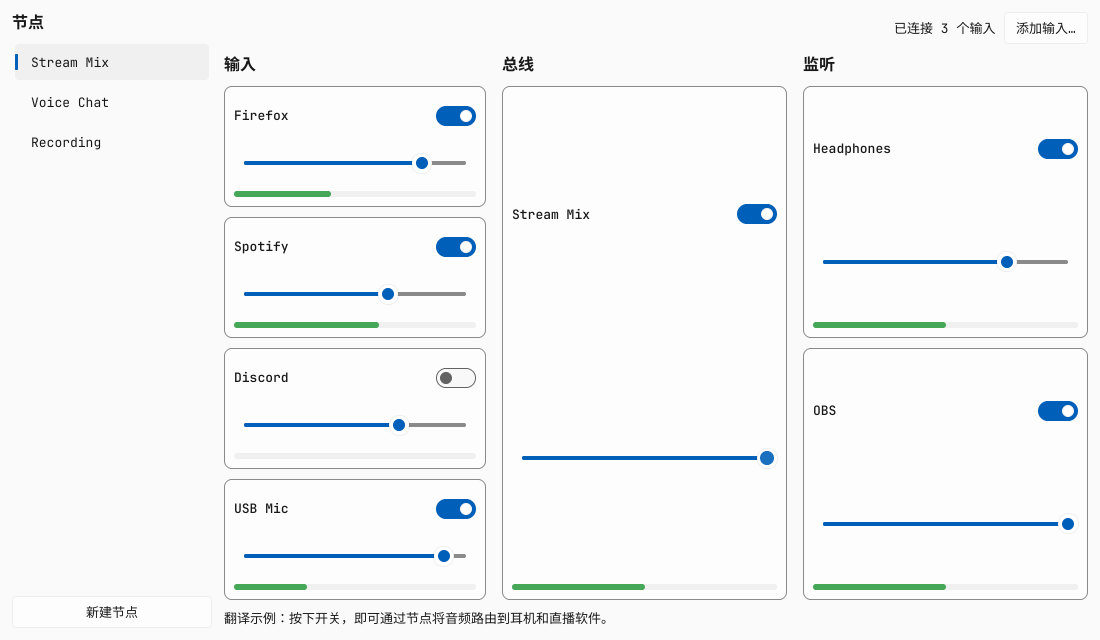 节点
已连接 3 个输入
添加输入…
Stream Mix
Voice Chat
Recording
输入
总线
监听
Firefox
Spotify
Discord
USB Mic
Stream Mix
Headphones
OBS
新建节点
翻译示例：按下开关，即可通过节点将音频路由到耳机和直播软件。